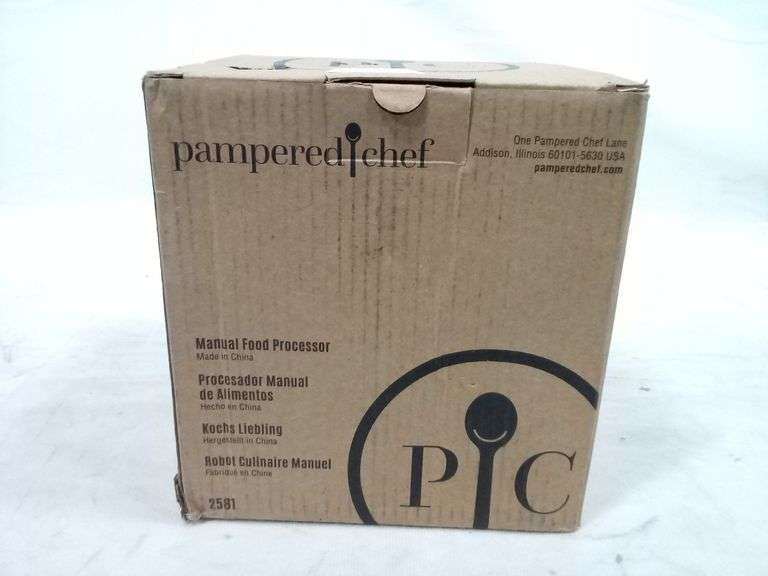 pampered chef
One Pampered Chef Lane
Addison, Illinois 60101-5630 USA
pamperedchef.com
Manual Food Processor
Made in China
Procesador Manual
de Alimentos
Hecho en China
Kochs Liebling
Hergestellt in China
Robot Culinaire Manuel
Fabriqué en Chine
2581
P C